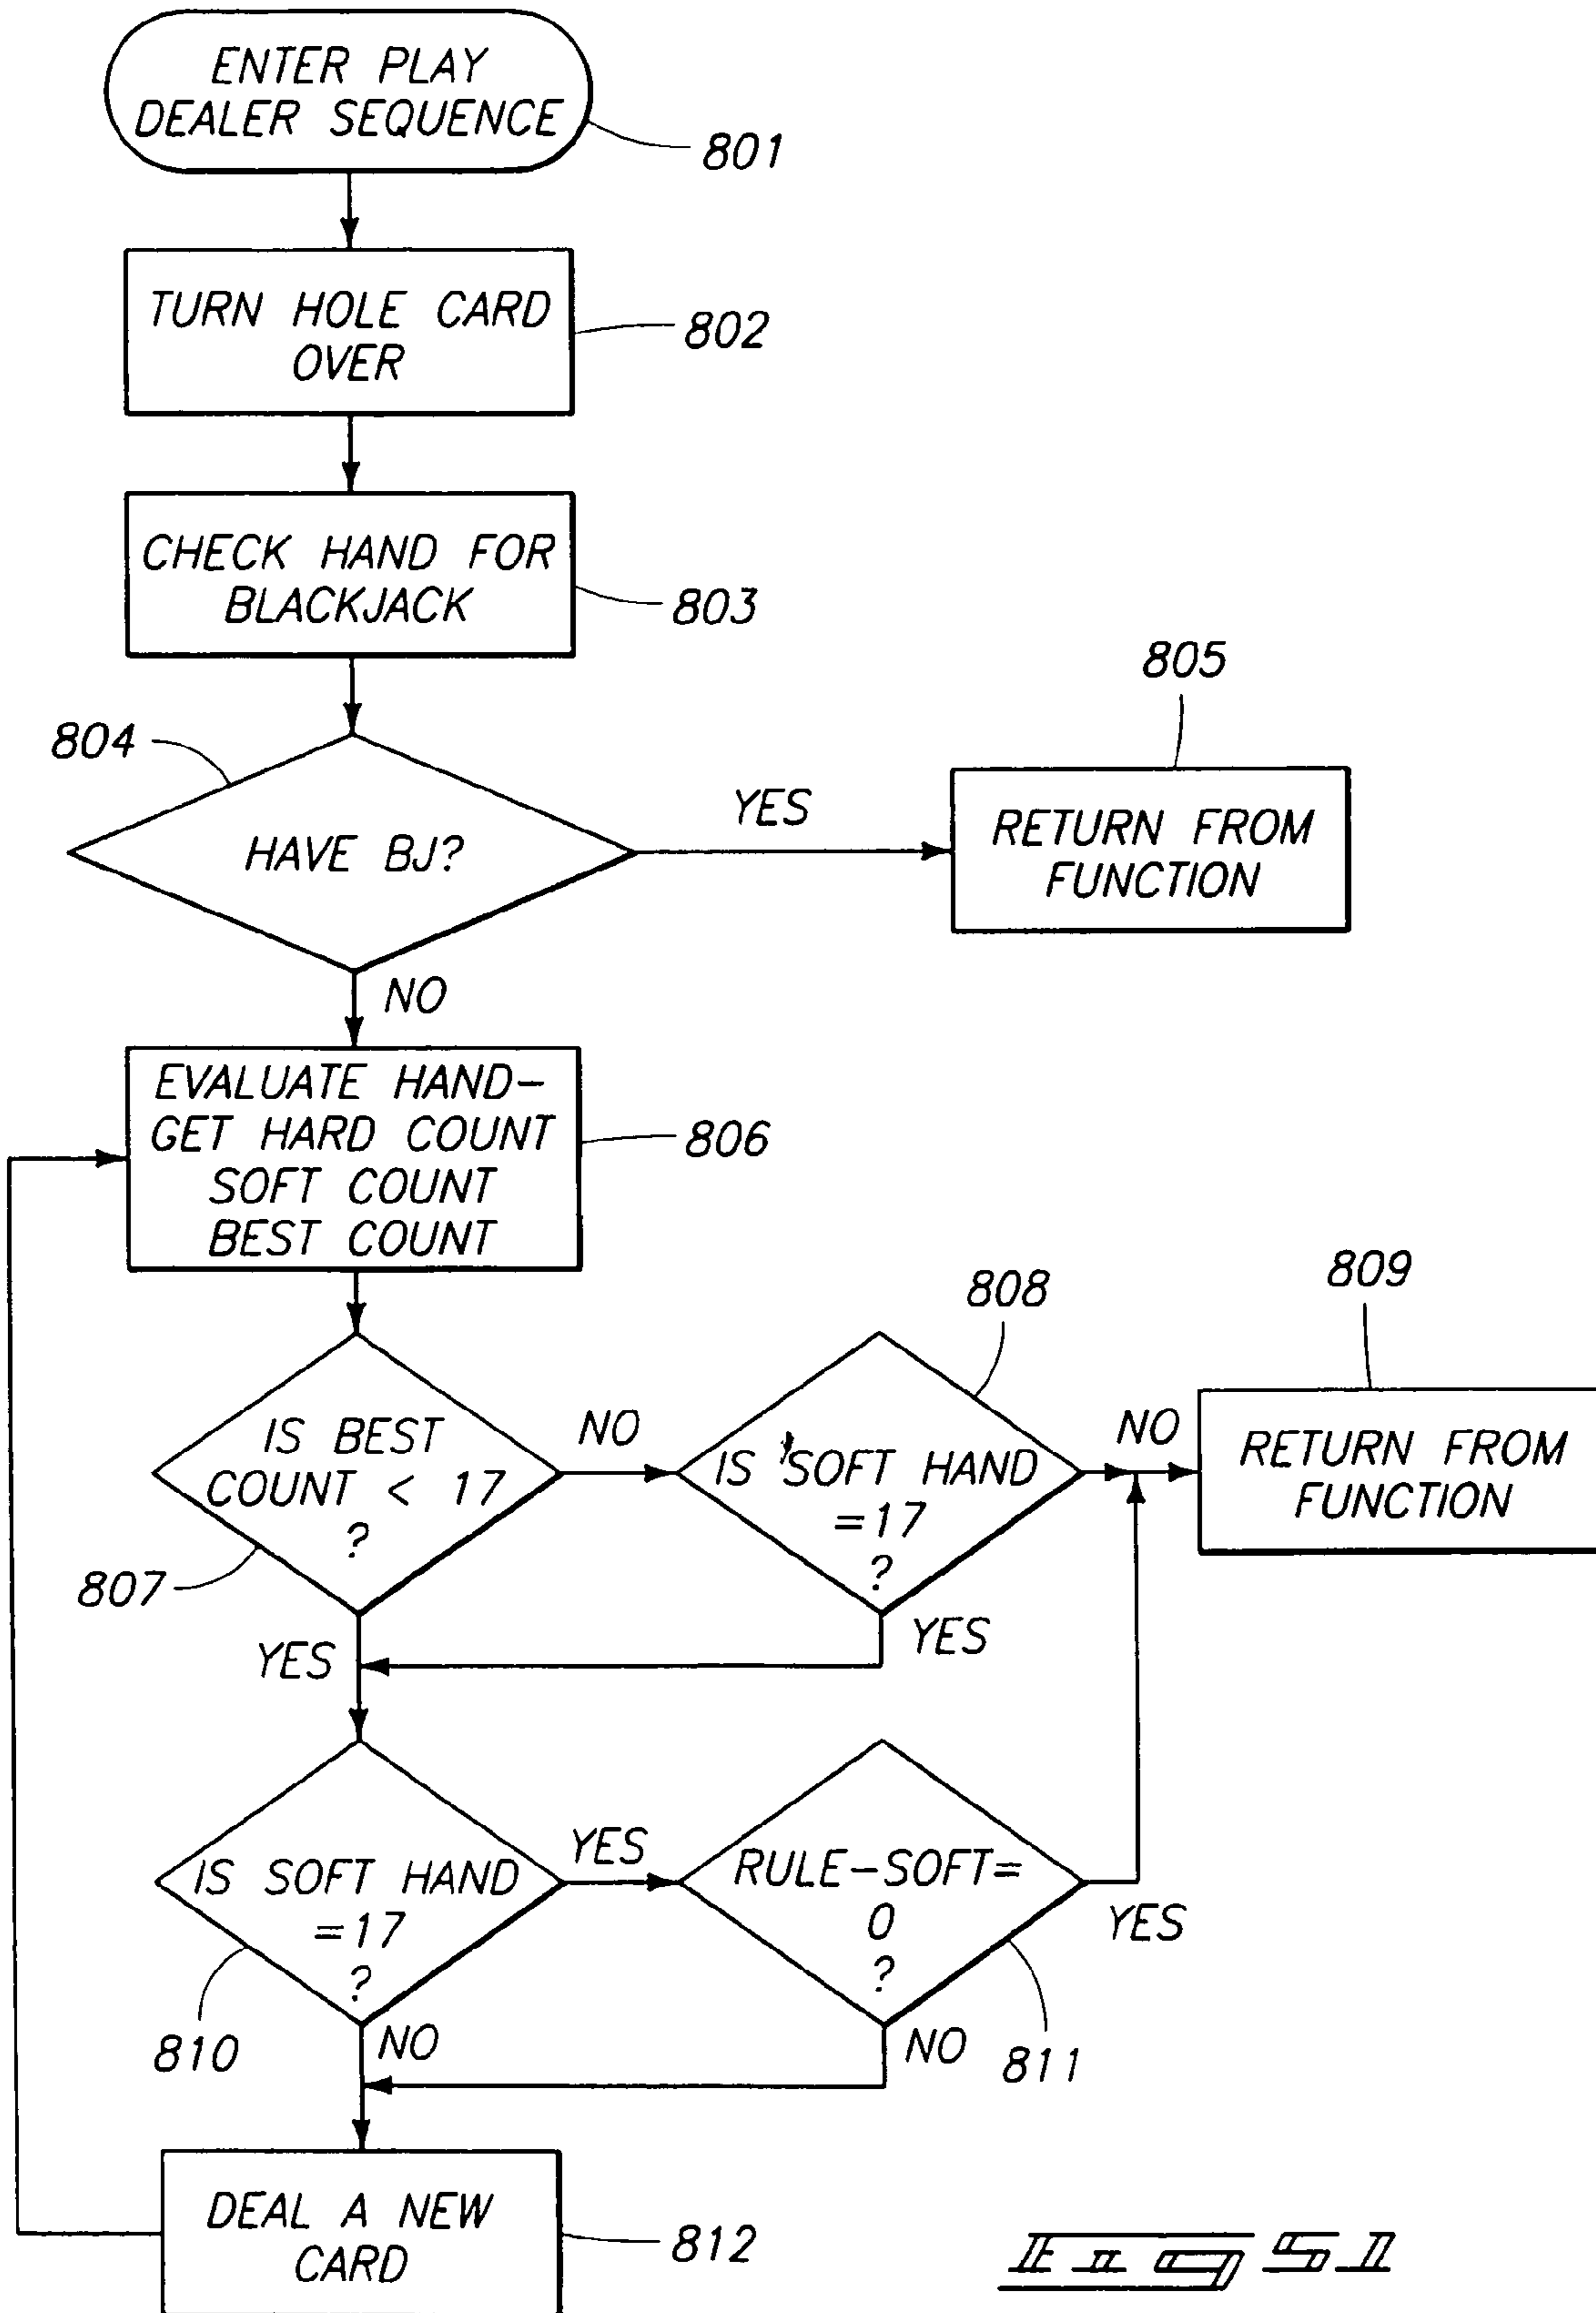 ENTER PLAY
DEALER SEQUENCE
801
TURN HOLE CARD
OVER
802
CHECK HAND FOR
BLACKJACK
803
804
HAVE BJ?
YES
805
RETURN FROM
FUNCTION
NO
EVALUATE HAND-
GET HARD COUNT
SOFT COUNT
BEST COUNT
806
IS BEST
COUNT < 17
?
807
NO
808
IS SOFT HAND
=17
?
NO
809
RETURN FROM
FUNCTION
YES
YES
IS SOFT HAND
=17
?
810
YES
RULE-SOFT=
0
?
811
YES
NO
NO
DEAL A NEW
CARD
812
Fig 51